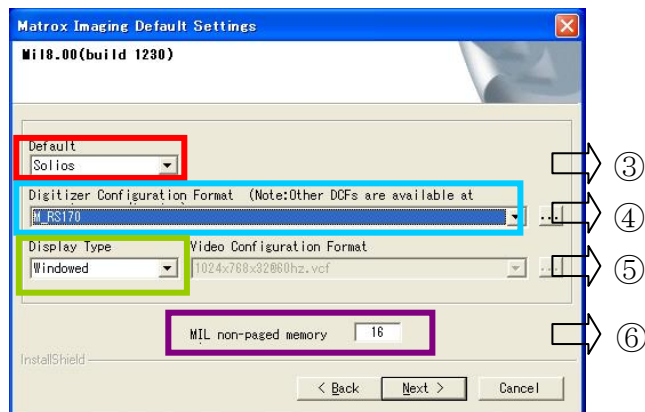 Matrox Imaging Default Settings
Mil8.00(build 1230)
Default
Solios
③
Digitizer Configuration Format (Note:Other DCFs are available at
M_RS170
...
④
Display Type Video Configuration Format
Windowed 1024x768x32@60hz.vcf ...
⑤
MIL non-paged memory 16
⑥
InstallShield
< Back Next > Cancel